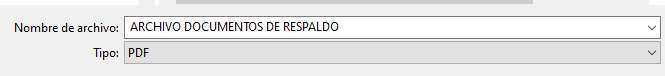 Nombre de archivo: ARCHIVO DOCUMENTOS DE RESPALDO
Tipo: PDF